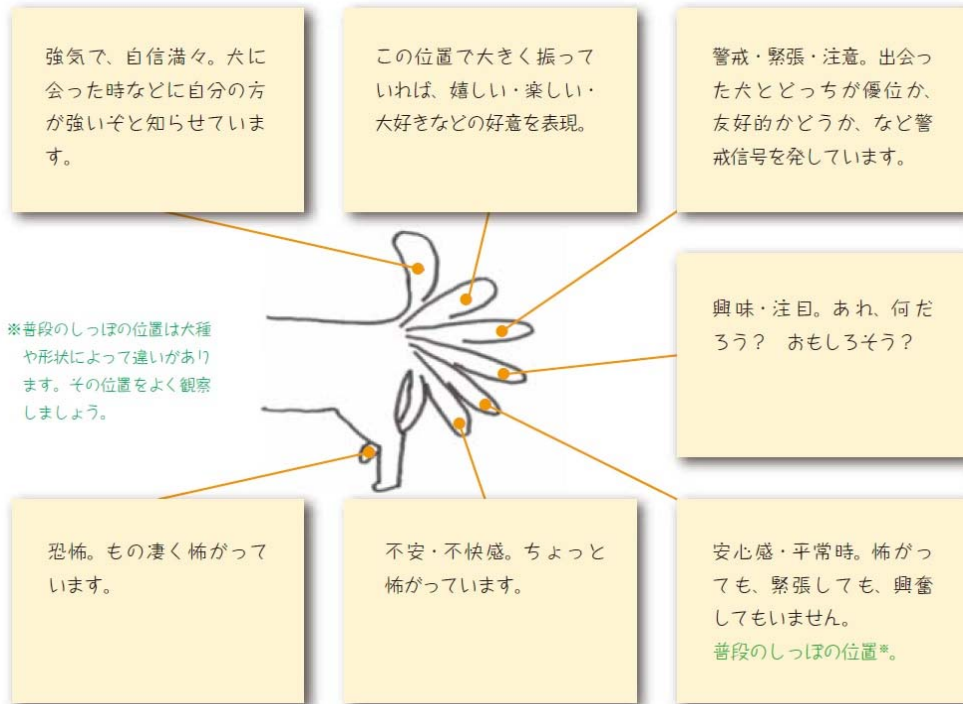 強気で、自信満々。犬に
会った時などに自分の方
が強いぞと知らせていま
す。
この位置で大きく振って
いれば、嬉しい・楽しい・
大好きなどの好意を表現。
警戒・緊張・注意。出会っ
た犬とどっちが優位か、
友好的かどうか、など警
戒信号を発しています。
興味・注目。あれ、何だ
ろう？　おもしろそう？
※普段のしっぽの位置は犬種
や形状によって違いがあり
ます。その位置をよく観察
しましょう。
恐怖。もの凄く怖がって
います。
不安・不快感。ちょっと
怖がっています。
安心感・平常時。怖がっ
ても、緊張しても、興奮
してもいません。
普段のしっぽの位置※。